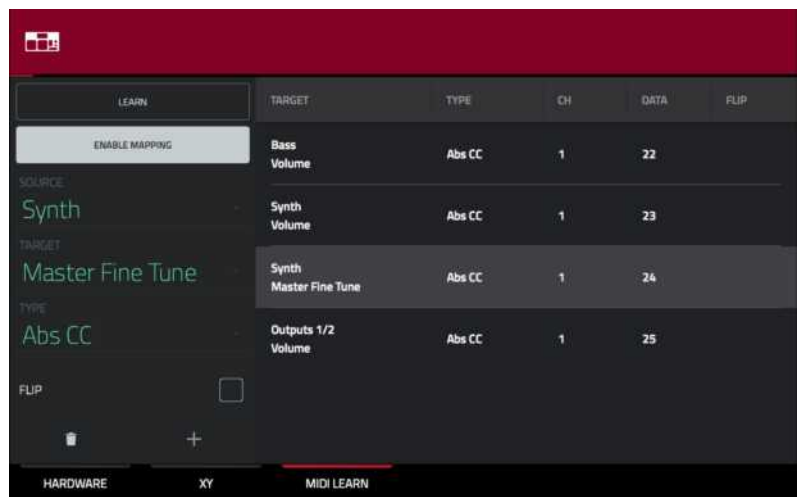 LEARN
ENABLE MAPPING
SOURCE
Synth
TARGET
Master Fine Tune
TYPE
Abs CC
FLIP
TARGET TYPE CH DATA FLIP
Bass
Volume Abs CC 1 22
Synth
Volume Abs CC 1 23
Synth
Master Fine Tune Abs CC 1 24
Outputs 1/2
Volume Abs CC 1 25
HARDWARE XY MIDI LEARN